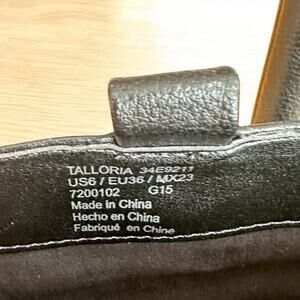 TALLORIA 34E9211
US6 / EU36 / MX23
7200102 G15
Made in China
Hecho en China
Fabriqué en Chine